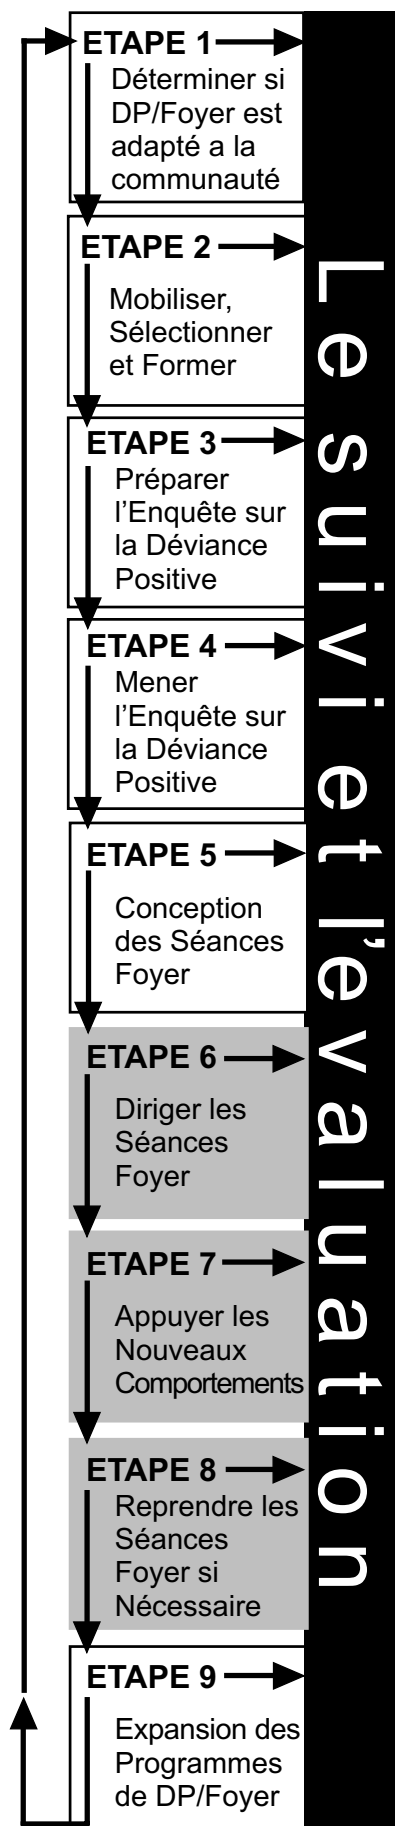 ETAPE 1
Déterminer si
DP/Foyer est
adapté a la
communauté
ETAPE 2
Mobiliser,
Sélectionner
et Former
ETAPE 3
Préparer
l'Enquête sur
la Déviance
Positive
ETAPE 4
Mener
l'Enquête sur
la Déviance
Positive
ETAPE 5
Conception
des Séances
Foyer
ETAPE 6
Diriger les
Séances
Foyer
ETAPE 7
Appuyer les
Nouveaux
Comportements
ETAPE 8
Reprendre les
Séances
Foyer si
Nécessaire
ETAPE 9
Expansion des
Programmes
de DP/Foyer
Le suivi et l'evaluation